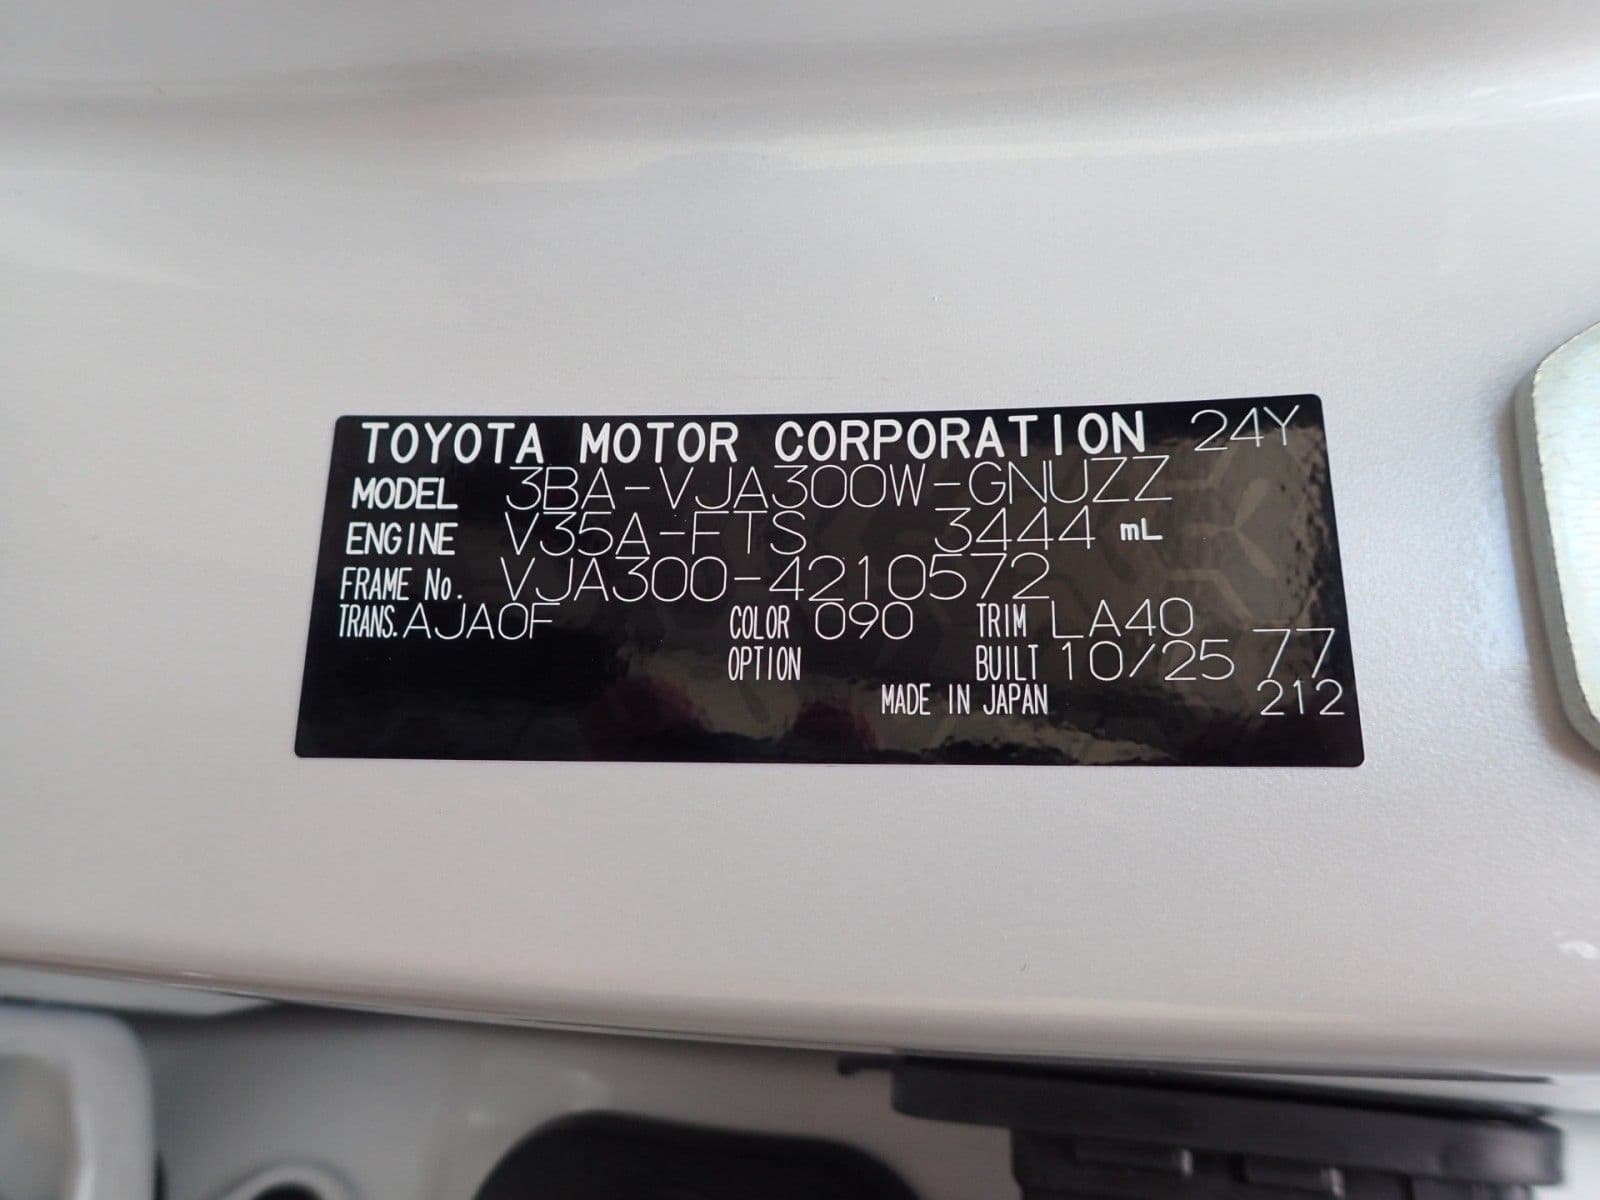 TOYOTA MOTOR CORPORATION 24Y
MODEL 3BA-VJA300W-GNUZZ
ENGINE V35A-FTS 3444 mL
FRAME No. VJA300-4210572
TRANS. AJA0F COLOR 090 TRIM LA40
OPTION BUILT 10/25 77
MADE IN JAPAN 212